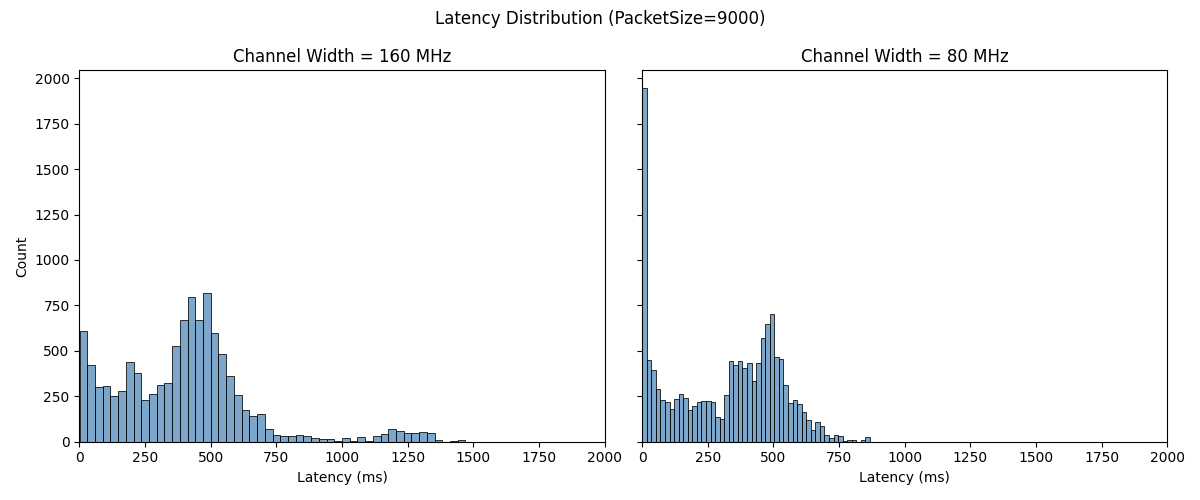 Latency Distribution (PacketSize=9000)
Channel Width = 160 MHz
Channel Width = 80 MHz
2000
1750
1500
1250
1000
750
500
250
0
Count
0 250 500 750 1000 1250 1500 1750 2000
0 250 500 750 1000 1250 1500 1750 2000
Latency (ms)
Latency (ms)